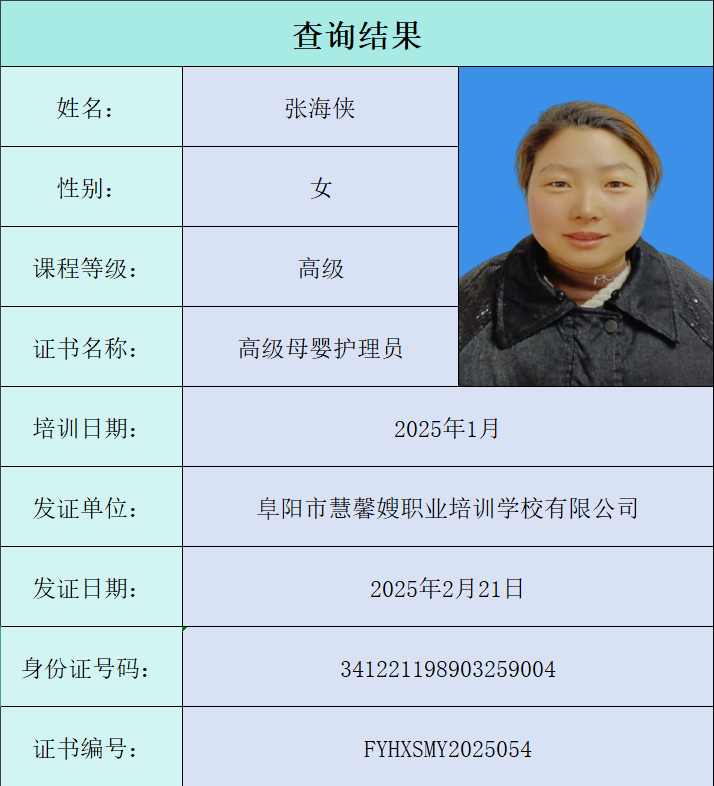 查询结果
姓名： 张海侠
性别： 女
课程等级： 高级
证书名称： 高级母婴护理员
培训日期： 2025年1月
发证单位： 阜阳市慧馨嫂职业培训学校有限公司
发证日期： 2025年2月21日
身份证号码： 341221198903259004
证书编号： FYHXSMY2025054